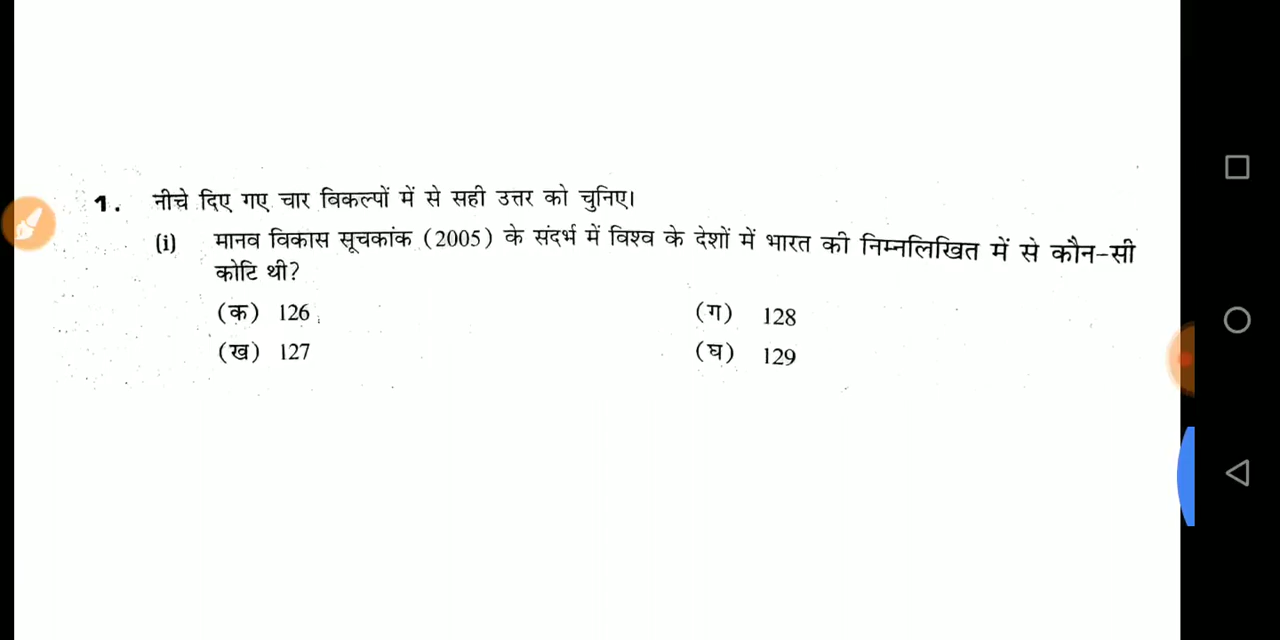 1. नीचे दिए गए चार विकल्पों में से सही उत्तर को चुनिए।
(i) मानव विकास सूचकांक (2005) के संदर्भ में विश्व के देशों में भारत की निम्नलिखित में से कौन-सी
कोटि थी?
(क) 126 (ग) 128
(ख) 127 (घ) 129